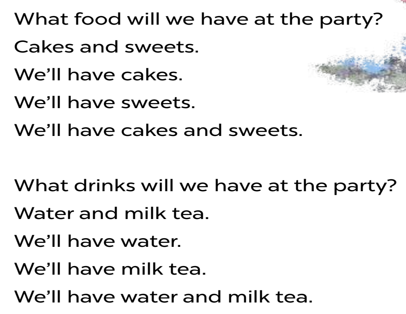 What food will we have at the party?
Cakes and sweets.
We'll have cakes.
We'll have sweets.
We'll have cakes and sweets.
What drinks will we have at the party?
Water and milk tea.
We'll have water.
We'll have milk tea.
We'll have water and milk tea.